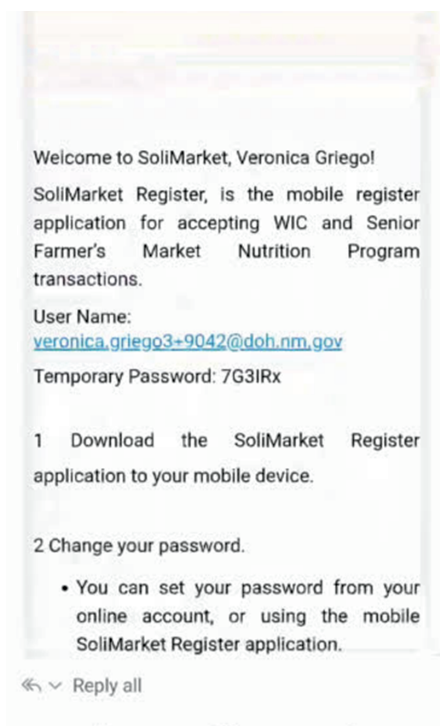 Welcome to SoliMarket, Veronica Griego!
SoliMarket Register, is the mobile register
application for accepting WIC and Senior
Farmer's Market Nutrition Program
transactions.
User Name:
veronica.griego3+9042@doh.nm.gov
Temporary Password: 7G3IRx
1 Download the SoliMarket Register
application to your mobile device.
2 Change your password.
• You can set your password from your
online account, or using the mobile
SoliMarket Register application.
Reply all